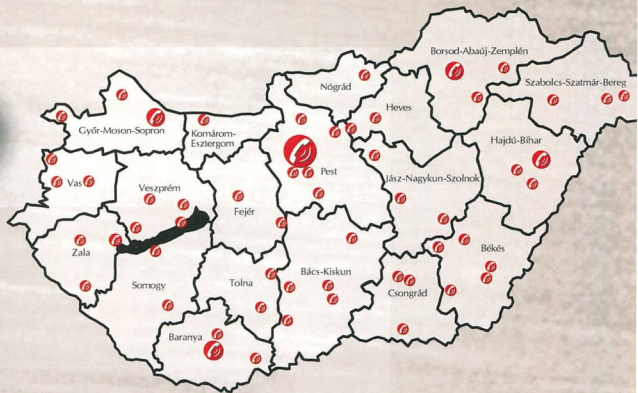 Borsod-Abaúj-Zemplén
Szabolcs-Szatmár-Bereg
Nógrád
Heves
Győr-Moson-Sopron
Komárom-
Esztergom
Hajdú-Bihar
Pest
Jász-Nagykun-Szolnok
Vas
Veszprém
Fejér
Zala
Békés
Somogy
Tolna
Bács-Kiskun
Csongrád
Baranya